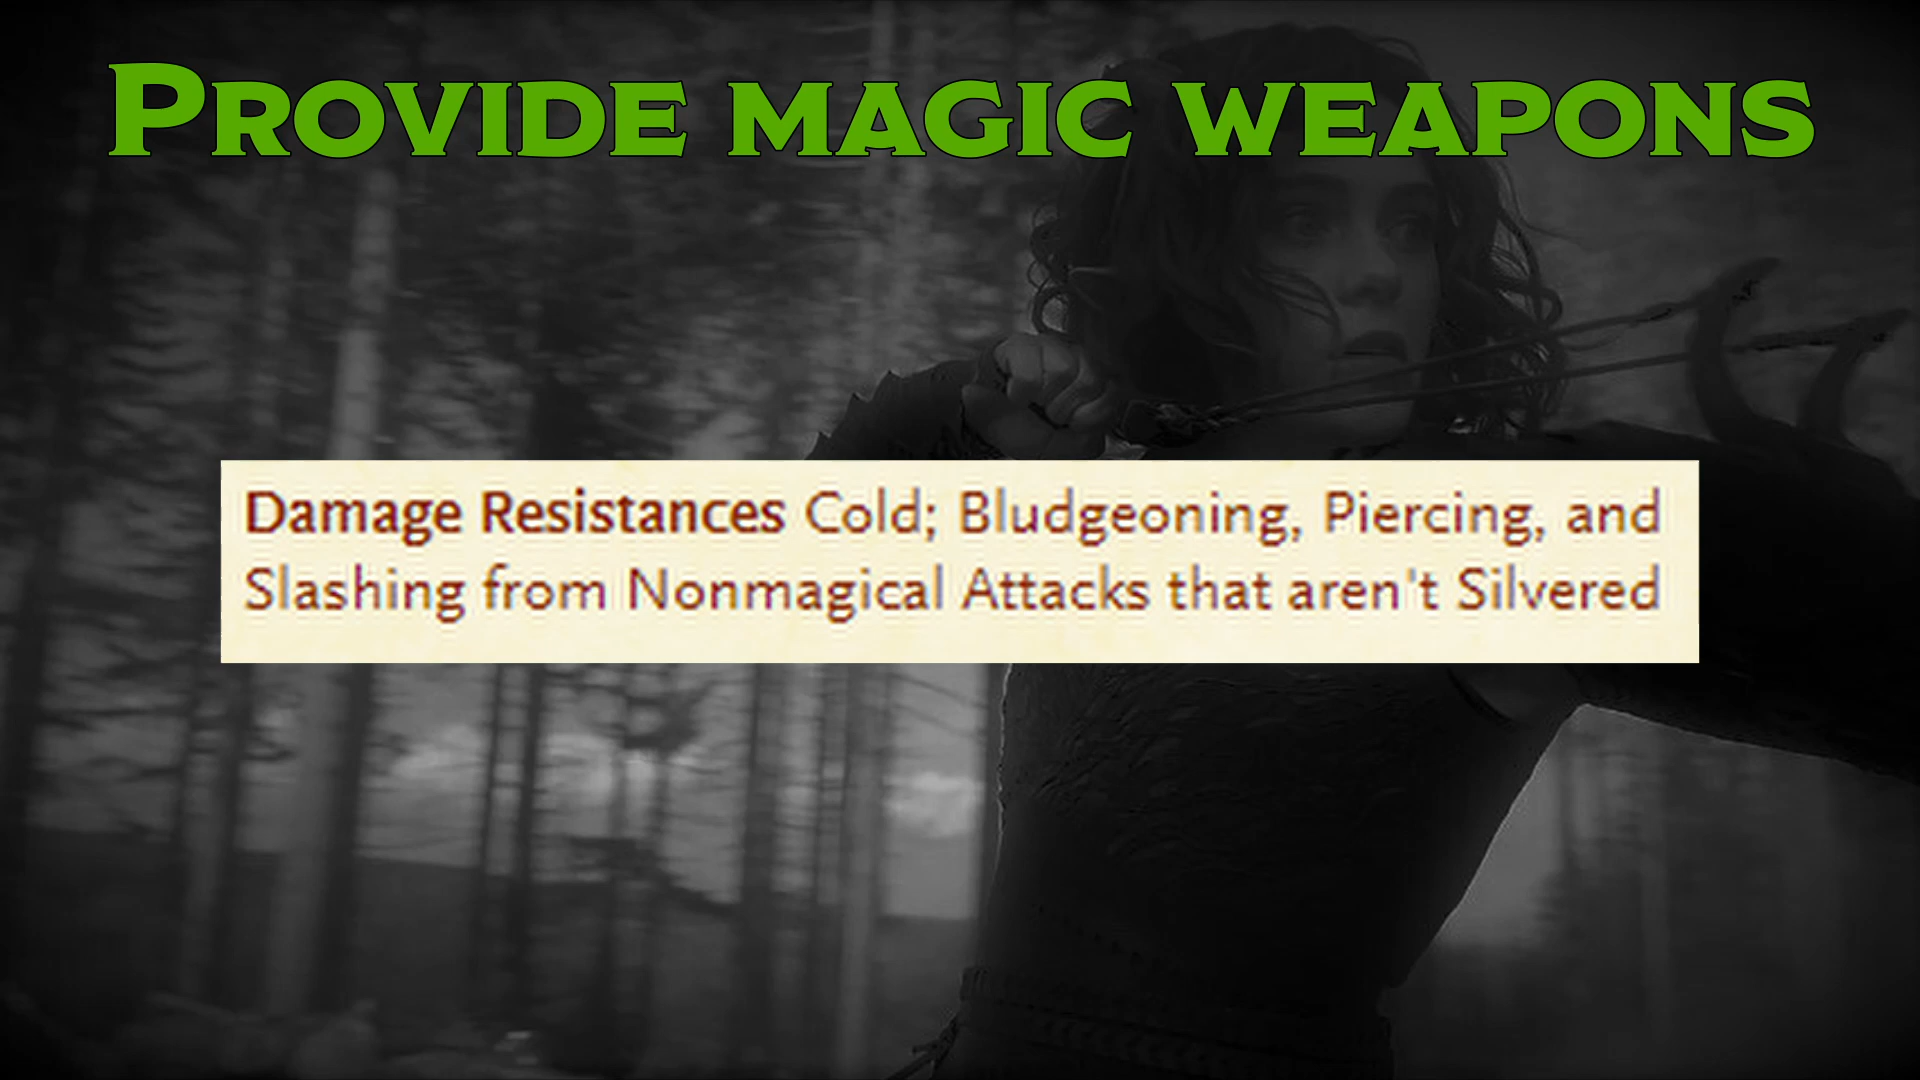 Provide magic weapons
Damage Resistances Cold; Bludgeoning, Piercing, and
Slashing from Nonmagical Attacks that aren't Silvered